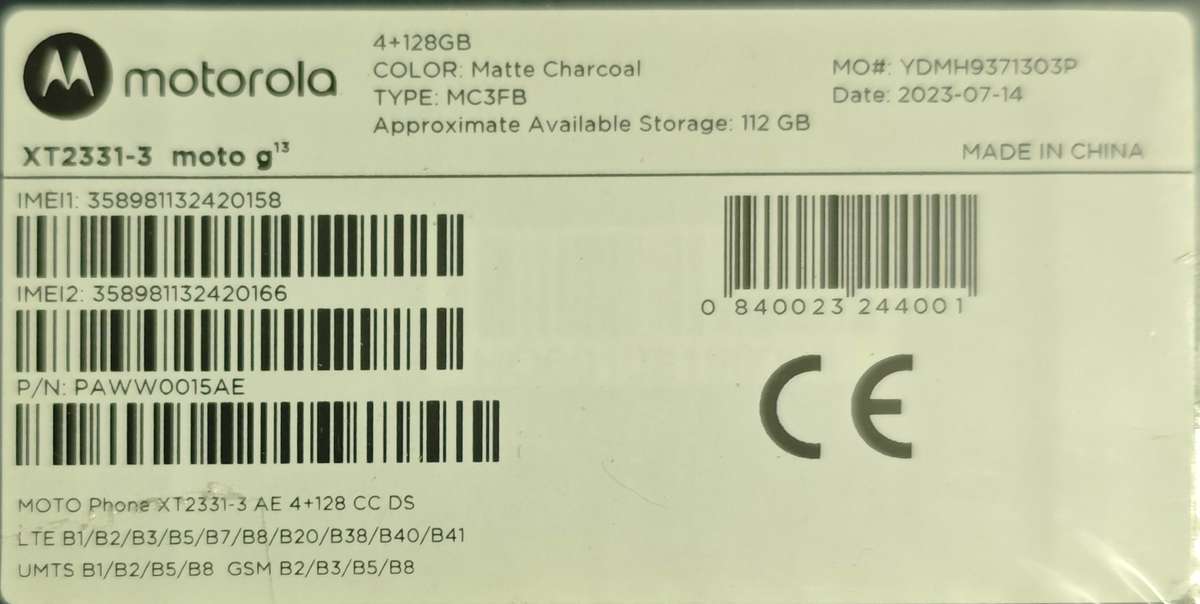 motorola
XT2331-3 moto g13
4+128GB
COLOR: Matte Charcoal
TYPE: MC3FB
Approximate Available Storage: 112 GB
MO#: YDMH9371303P
Date: 2023-07-14
MADE IN CHINA
IMEI1: 358981132420158
IMEI2: 358981132420166
P/N: PAWW0015AE
0 840023 244001
CE
MOTO Phone XT2331-3 AE 4+128 CC DS
LTE B1/B2/B3/B5/B7/B8/B20/B38/B40/B41
UMTS B1/B2/B5/B8 GSM B2/B3/B5/B8